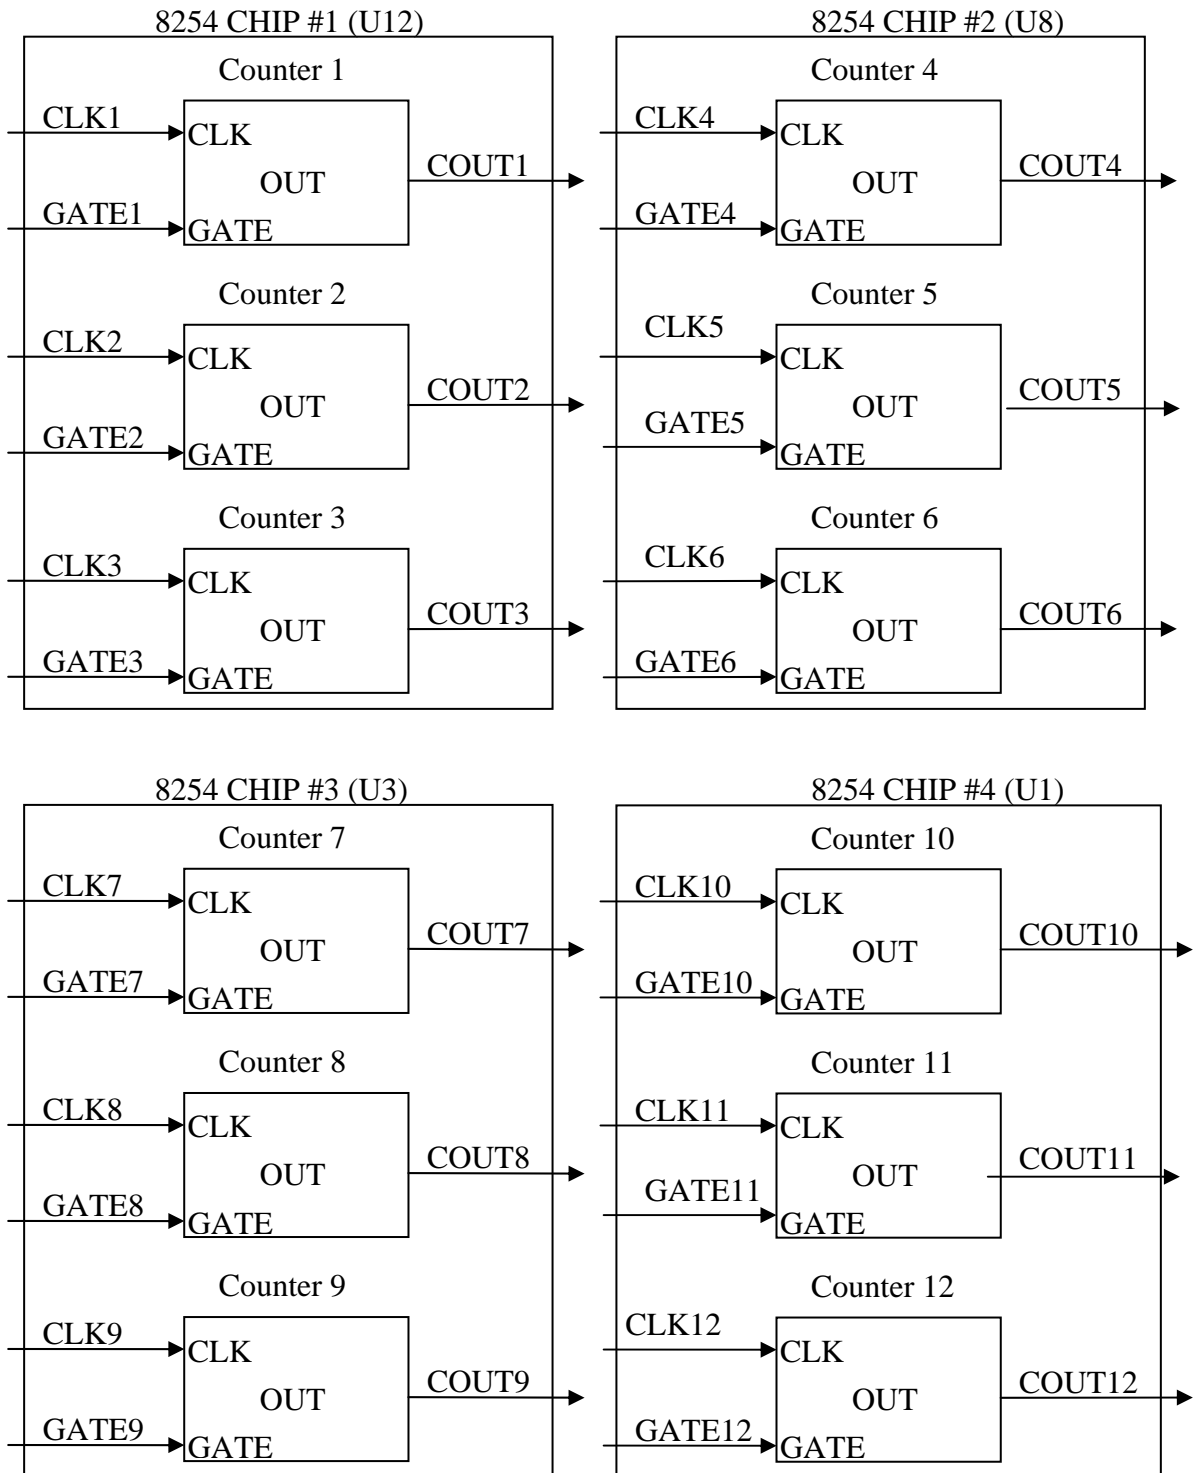 8254 CHIP #1 (U12)
Counter 1
CLK1
CLK
OUT
COUT1
GATE1
GATE
Counter 2
CLK2
CLK
OUT
COUT2
GATE2
GATE
Counter 3
CLK3
CLK
OUT
COUT3
GATE3
GATE
8254 CHIP #2 (U8)
Counter 4
CLK4
CLK
OUT
COUT4
GATE4
GATE
Counter 5
CLK5
CLK
OUT
COUT5
GATE5
GATE
Counter 6
CLK6
CLK
OUT
COUT6
GATE6
GATE
8254 CHIP #3 (U3)
Counter 7
CLK7
CLK
OUT
COUT7
GATE7
GATE
Counter 8
CLK8
CLK
OUT
COUT8
GATE8
GATE
Counter 9
CLK9
CLK
OUT
COUT9
GATE9
GATE
8254 CHIP #4 (U1)
Counter 10
CLK10
CLK
OUT
COUT10
GATE10
GATE
Counter 11
CLK11
CLK
OUT
COUT11
GATE11
GATE
Counter 12
CLK12
CLK
OUT
COUT12
GATE12
GATE